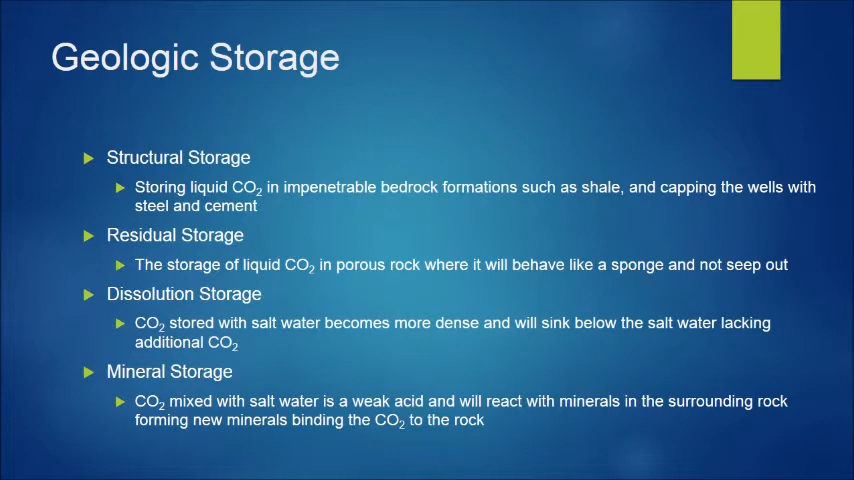 Geologic Storage
Structural Storage
Storing liquid CO₂ in impenetrable bedrock formations such as shale, and capping the wells with
steel and cement
Residual Storage
The storage of liquid CO₂ in porous rock where it will behave like a sponge and not seep out
Dissolution Storage
CO₂ stored with salt water becomes more dense and will sink below the salt water lacking
additional CO₂
Mineral Storage
CO₂ mixed with salt water is a weak acid and will react with minerals in the surrounding rock
forming new minerals binding the CO₂ to the rock